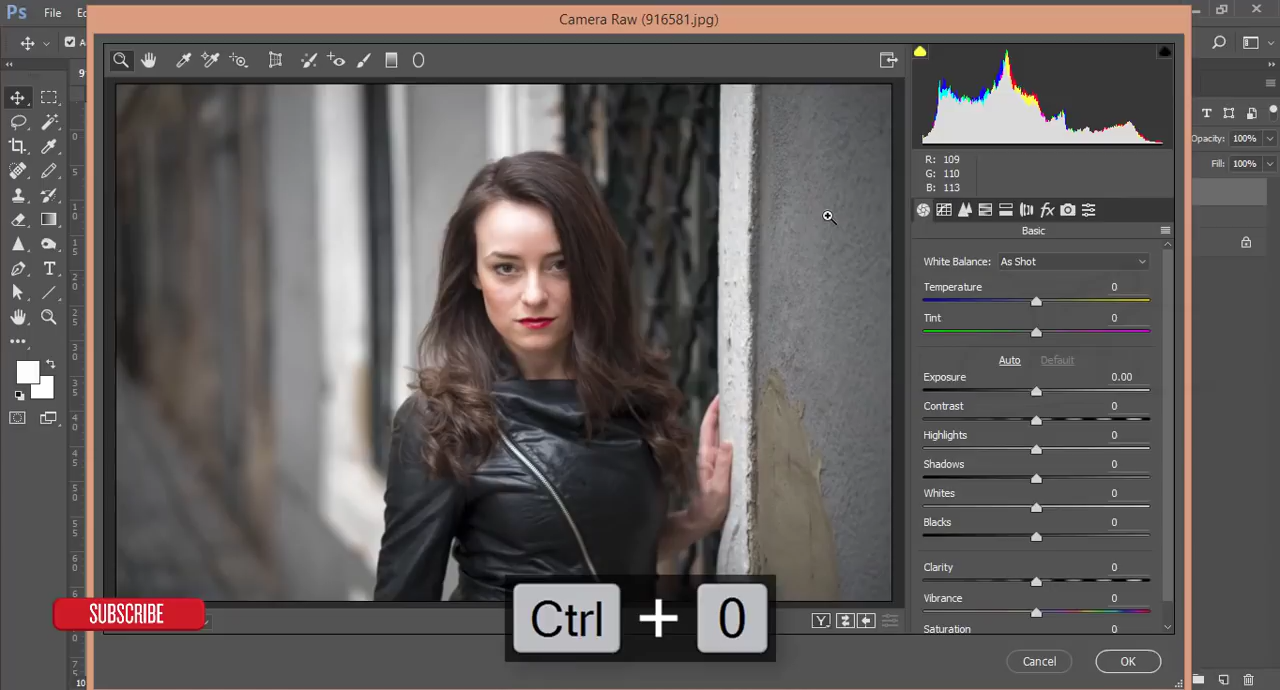 Ps File
Camera Raw (916581.jpg)
R: 109
G: 110
B: 113
Basic
White Balance: As Shot
Temperature 0
Tint 0
Auto Default
Exposure 0.00
Contrast 0
Highlights 0
Shadows 0
Whites 0
Blacks 0
Clarity 0
Vibrance 0
Saturation 0
Opacity: 100%
Fill: 100%
SUBSCRIBE
Ctrl + 0
Y
Cancel OK